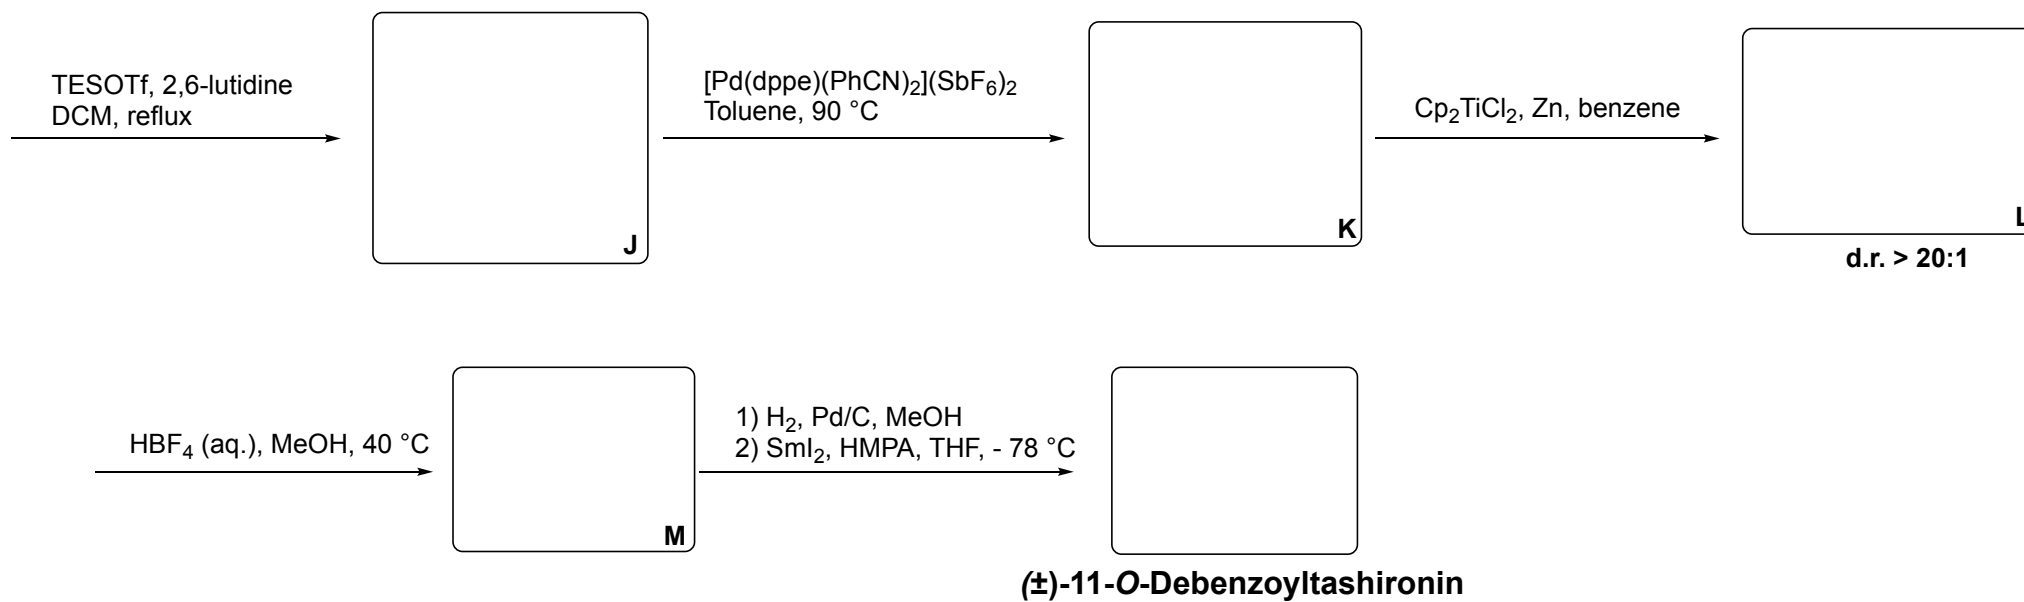 TESOTf, 2,6-lutidine
DCM, reflux
J
[Pd(dppe)(PhCN)₂](SbF₆)₂
Toluene, 90 °C
K
Cp₂TiCl₂, Zn, benzene
L
d.r. > 20:1
HBF₄ (aq.), MeOH, 40 °C
M
1) H₂, Pd/C, MeOH
2) SmI₂, HMPA, THF, - 78 °C
(±)-11-O-Debenzoyltashironin